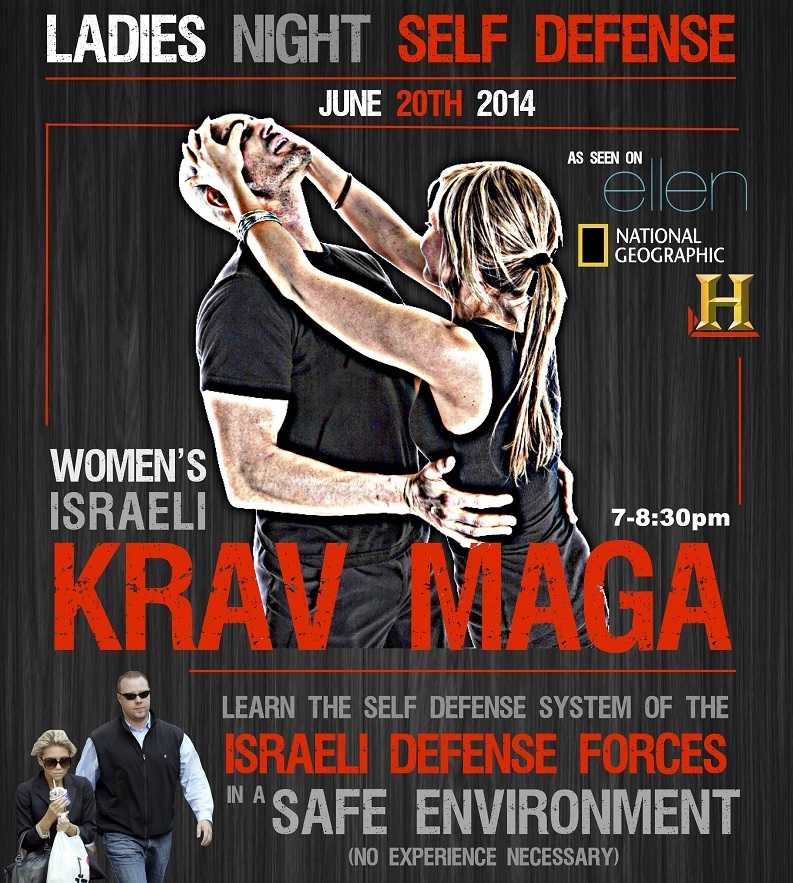 LADIES NIGHT SELF DEFENSE
JUNE 20TH 2014
AS SEEN ON
ellen
NATIONAL
GEOGRAPHIC
H
WOMEN'S
ISRAELI
7-8:30pm
KRAV MAGA
LEARN THE SELF DEFENSE SYSTEM OF THE
ISRAELI DEFENSE FORCES
IN A SAFE ENVIRONMENT
(NO EXPERIENCE NECESSARY)